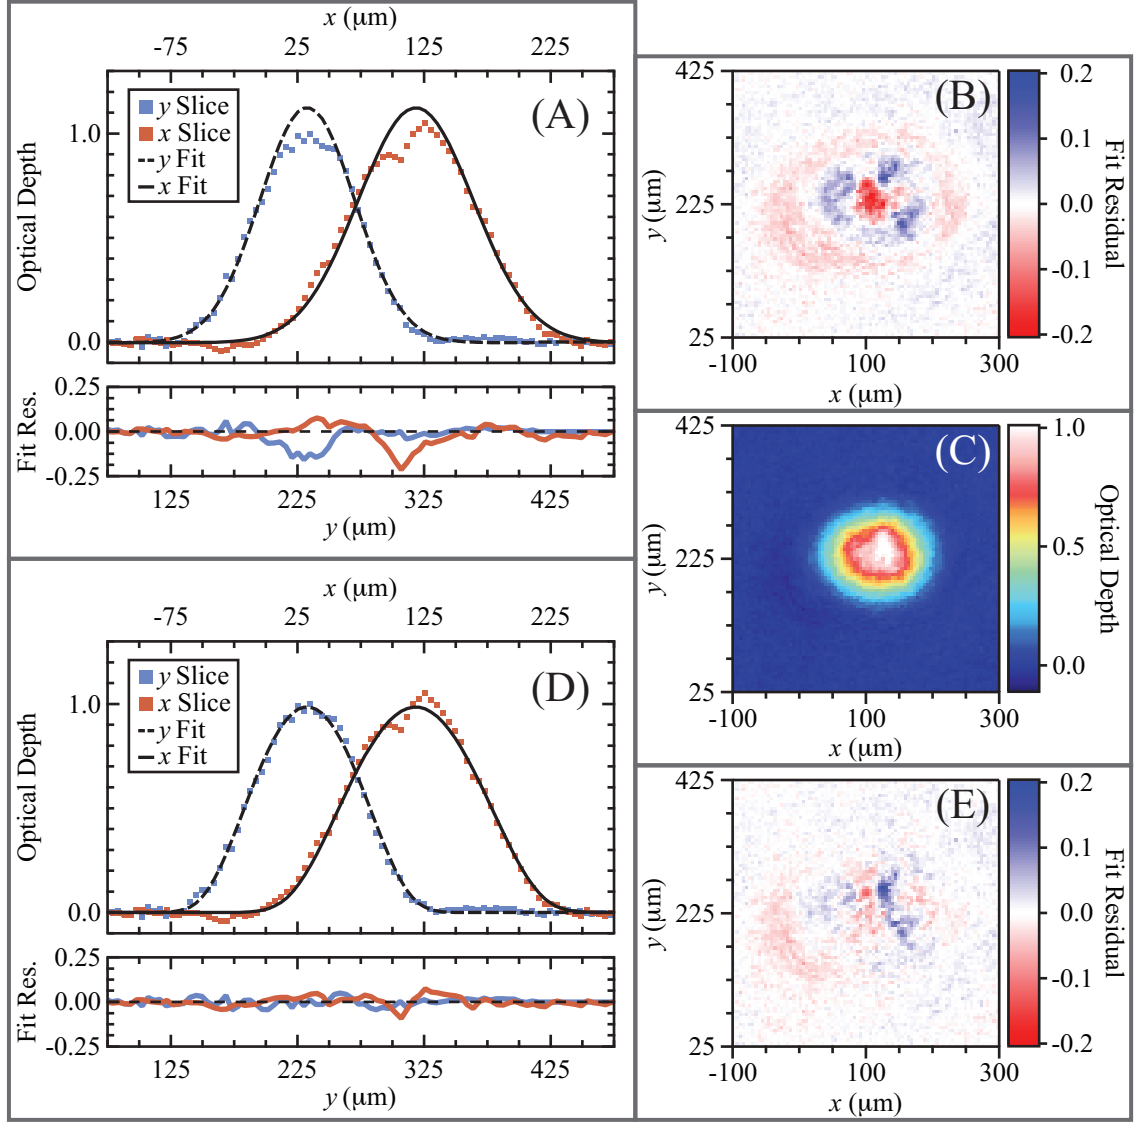 x (μm)
-75 25 125 225
Optical Depth
1.0
0.0
y Slice
x Slice
y Fit
x Fit
(A)
Fit Res.
0.25
0.00
-0.25
125 225 325 425
y (μm)
(B)
y (μm)
425
225
25
-100 100 300
x (μm)
0.2
0.1
0.0
-0.1
-0.2
Fit Residual
(C)
y (μm)
425
225
25
-100 100 300
x (μm)
1.0
0.5
0.0
Optical Depth
x (μm)
-75 25 125 225
Optical Depth
1.0
0.0
y Slice
x Slice
y Fit
x Fit
(D)
Fit Res.
0.25
0.00
-0.25
125 225 325 425
y (μm)
(E)
y (μm)
425
225
25
-100 100 300
x (μm)
0.2
0.1
0.0
-0.1
-0.2
Fit Residual